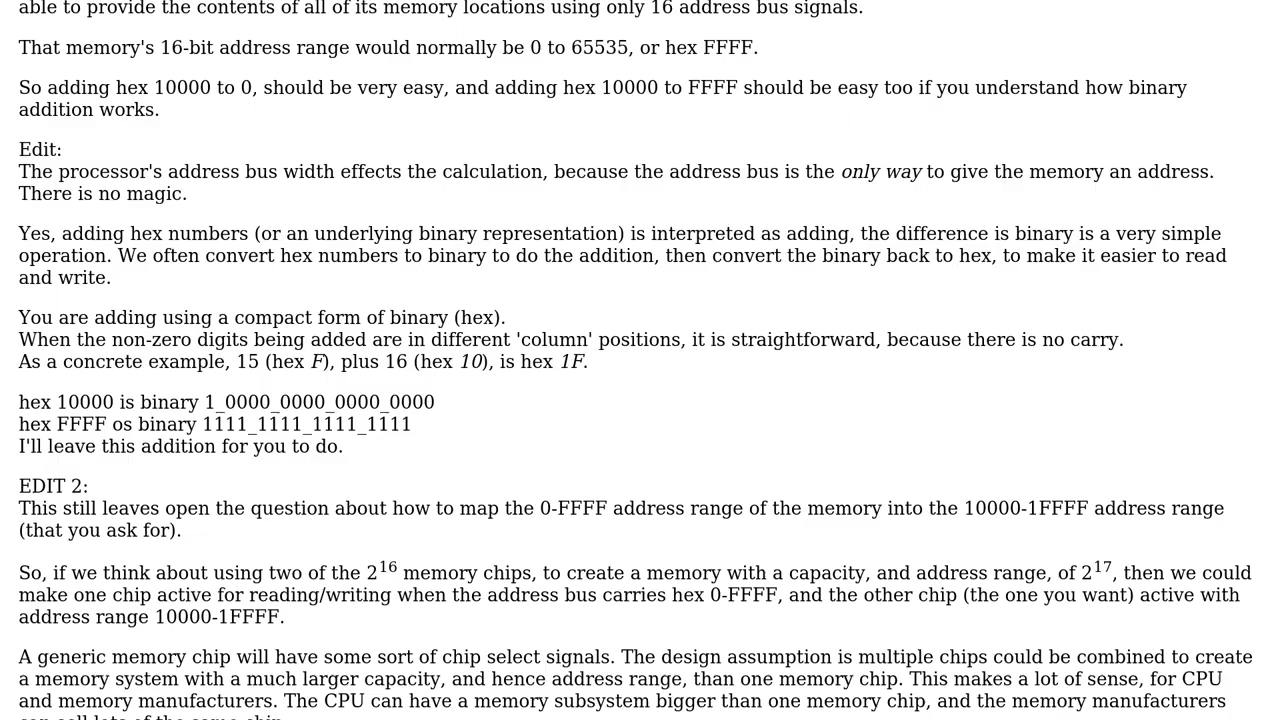 able to provide the contents of all of its memory locations using only 16 address bus signals.
That memory's 16-bit address range would normally be 0 to 65535, or hex FFFF.
So adding hex 10000 to 0, should be very easy, and adding hex 10000 to FFFF should be easy too if you understand how binary
addition works.
Edit:
The processor's address bus width effects the calculation, because the address bus is the only way to give the memory an address.
There is no magic.
Yes, adding hex numbers (or an underlying binary representation) is interpreted as adding, the difference is binary is a very simple
operation. We often convert hex numbers to binary to do the addition, then convert the binary back to hex, to make it easier to read
and write.
You are adding using a compact form of binary (hex).
When the non-zero digits being added are in different 'column' positions, it is straightforward, because there is no carry.
As a concrete example, 15 (hex F), plus 16 (hex 10), is hex 1F.
hex 10000 is binary 1_0000_0000_0000_0000
hex FFFF os binary 1111_1111_1111_1111
I'll leave this addition for you to do.
EDIT 2:
This still leaves open the question about how to map the 0-FFFF address range of the memory into the 10000-1FFFF address range
(that you ask for).
So, if we think about using two of the 2^16 memory chips, to create a memory with a capacity, and address range, of 2^17, then we could
make one chip active for reading/writing when the address bus carries hex 0-FFFF, and the other chip (the one you want) active with
address range 10000-1FFFF.
A generic memory chip will have some sort of chip select signals. The design assumption is multiple chips could be combined to create
a memory system with a much larger capacity, and hence address range, than one memory chip. This makes a lot of sense, for CPU
and memory manufacturers. The CPU can have a memory subsystem bigger than one memory chip, and the memory manufacturers